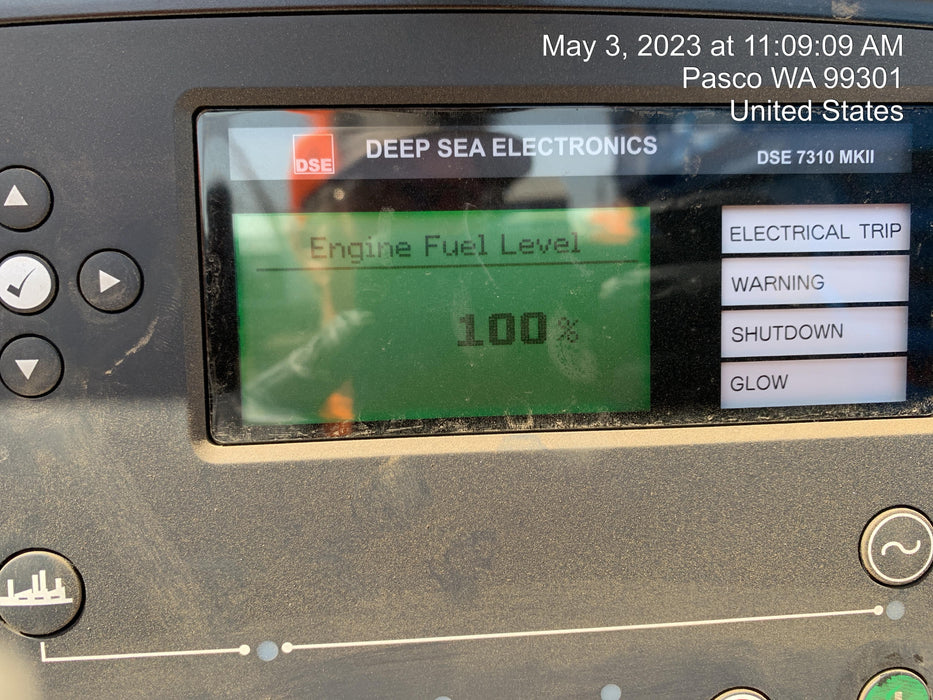 May 3, 2023 at 11:09:09 AM
Pasco WA 99301
United States
DSE
DEEP SEA ELECTRONICS
DSE 7310 MKII
Engine Fuel Level
100%
ELECTRICAL TRIP
WARNING
SHUTDOWN
GLOW